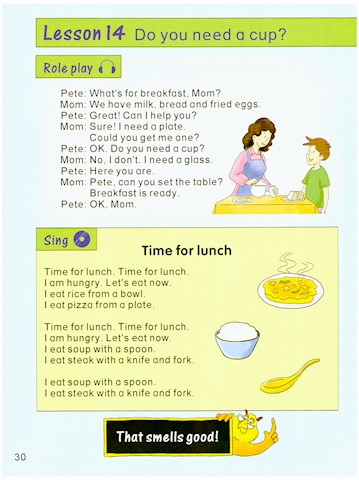 Lesson 14 Do you need a cup?
Role play
Pete: What's for breakfast, Mom?
Mom: We have milk, bread and fried eggs.
Pete: Great! Can I help you?
Mom: Sure! I need a plate.
Could you get me one?
Pete: OK. Do you need a cup?
Mom: No, I don't. I need a glass.
Pete: Here you are.
Mom: Pete, can you set the table?
Breakfast is ready.
Pete: OK, Mom.
Sing
Time for lunch
Time for lunch. Time for lunch.
I am hungry. Let's eat now.
I eat rice from a bowl.
I eat pizza from a plate.
Time for lunch. Time for lunch.
I am hungry. Let's eat now.
I eat soup with a spoon.
I eat steak with a knife and fork.
I eat soup with a spoon.
I eat steak with a knife and fork.
That smells good!
30